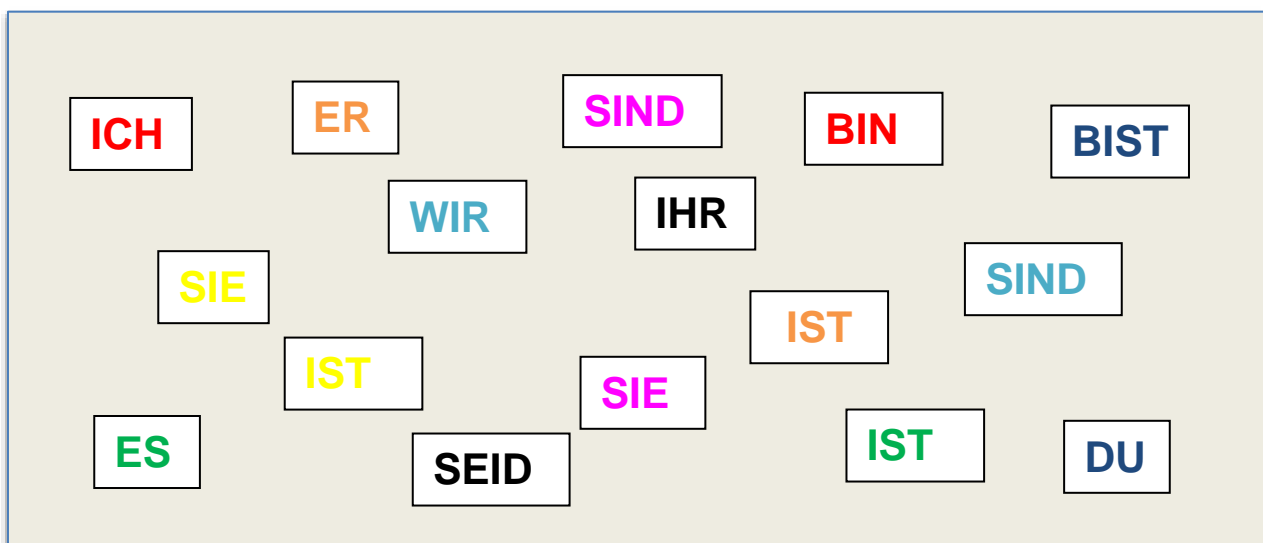 ICH
ER
SIND
BIN
BIST
WIR
IHR
SIE
SIND
IST
IST
SIE
ES
SEID
IST
DU